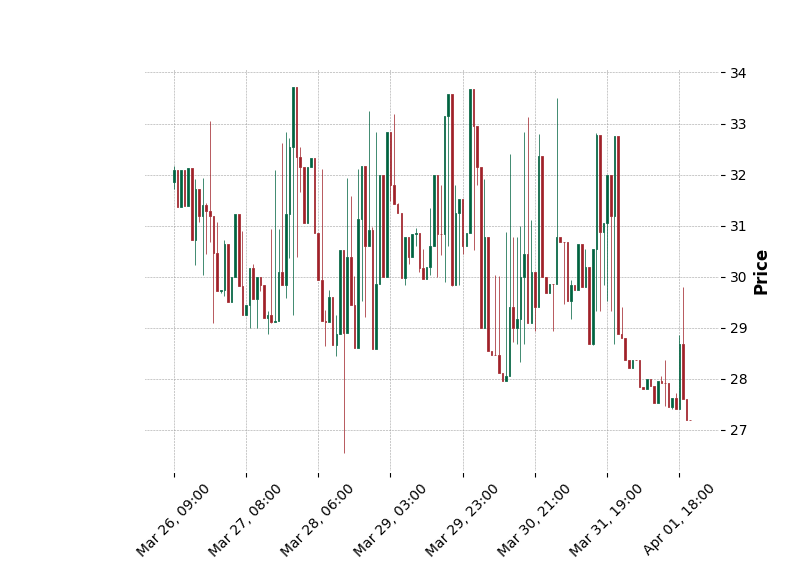 34
33
32
31
30
29
28
27
Price
Mar 26, 09:00
Mar 27, 08:00
Mar 28, 06:00
Mar 29, 03:00
Mar 29, 23:00
Mar 30, 21:00
Mar 31, 19:00
Apr 01, 18:00